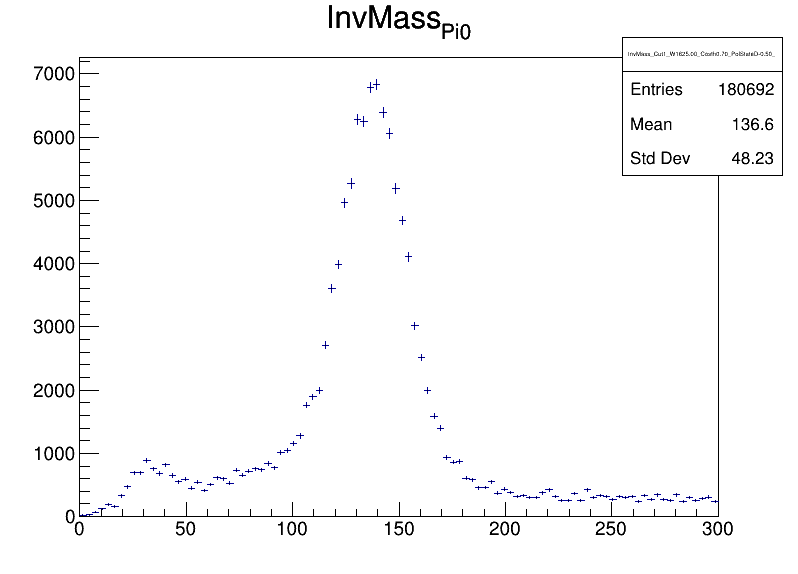 InvMass_Pi0
InvMass_Cut1_W1625.00_Costh0.70_PolStateD-0.50_
Entries 180692
Mean 136.6
Std Dev 48.23
7000
6000
5000
4000
3000
2000
1000
0
0 50 100 150 200 250 300